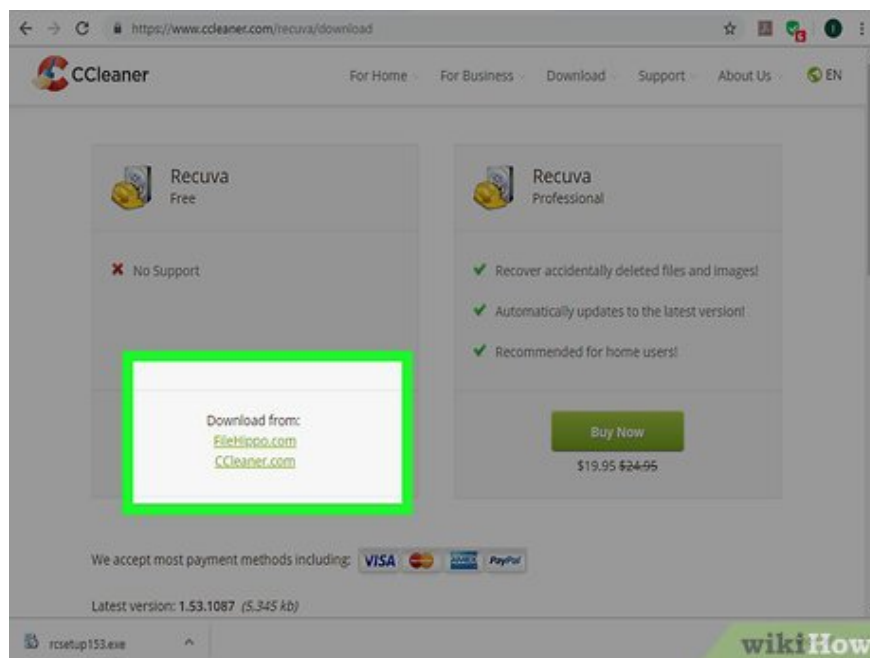 https://www.ccleaner.com/recuva/download
CCleaner
For Home
For Business
Download
Support
About Us
EN
Recuva
Free
Recuva
Professional
No Support
Recover accidentally deleted files and images!
Automatically updates to the latest version!
Recommended for home users!
Download from:
FileHippo.com
CCleaner.com
Buy Now
$19.95 $24.95
We accept most payment methods including: VISA AMEX PayPal
Latest version: 1.53.1087 (5,345 kb)
rcsetup153.exe
wikiHow